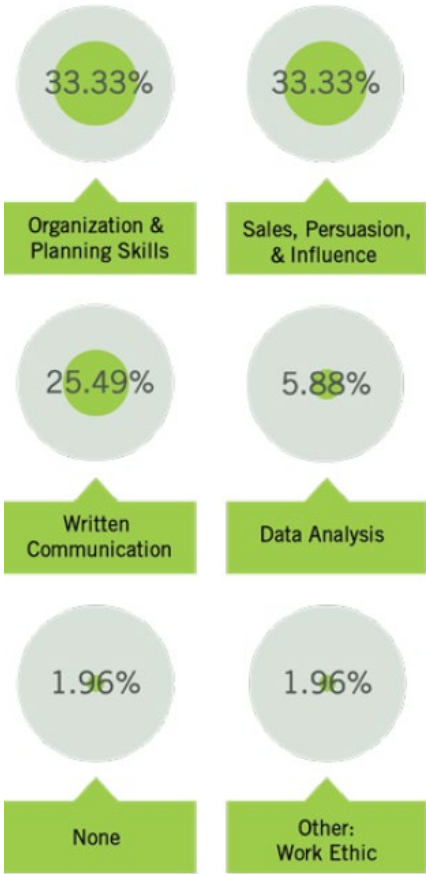 33.33%
33.33%
Organization &
Planning Skills
Sales, Persuasion,
& Influence
25.49%
5.88%
Written
Communication
Data Analysis
1.96%
1.96%
None
Other:
Work Ethic